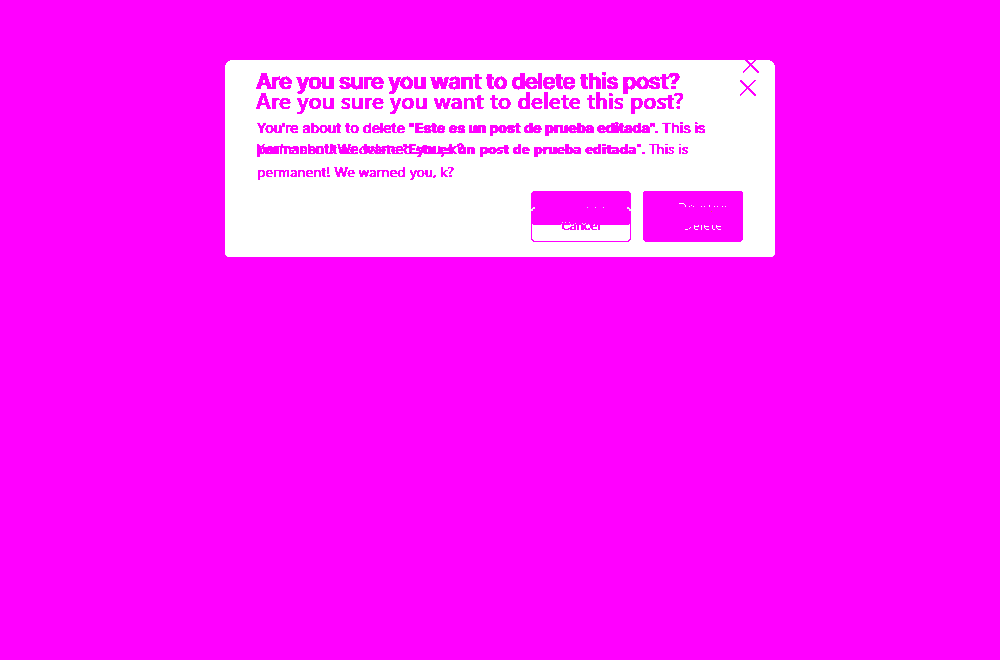 Are you sure you want to delete this post?
Are you sure you want to delete this post?
You're about to delete "Este es un post de prueba editada". This is
permanent! We warned you, k?
You're about to delete "Este es un post de prueba editada". This is
permanent! We warned you, k?
Cancel
Delete